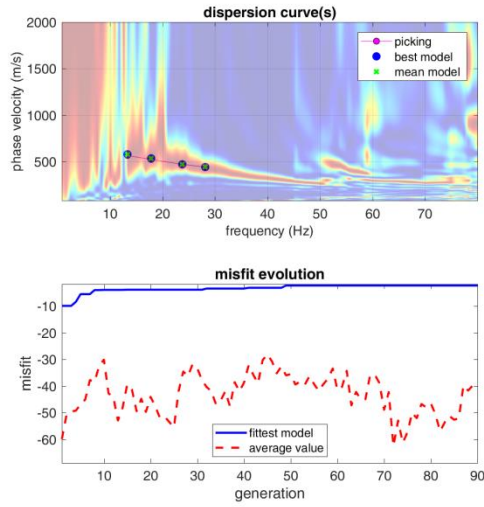 dispersion curve(s)
2000
1500
1000
500
phase velocity (m/s)
picking
best model
mean model
10 20 30 40 50 60 70
frequency (Hz)
misfit evolution
-10
-20
-30
-40
-50
-60
misfit
fittest model
average value
10 20 30 40 50 60 70 80 90
generation